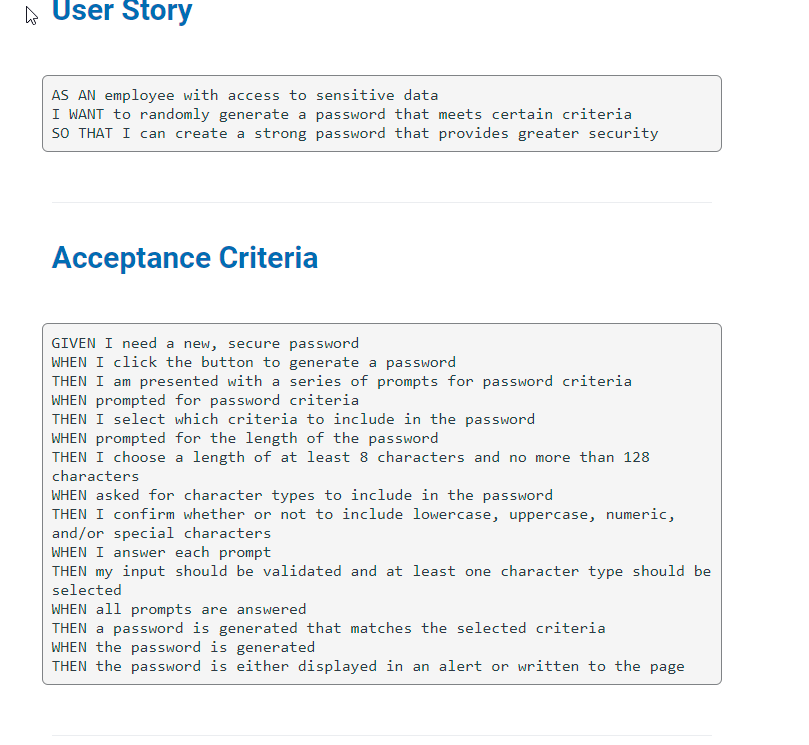 User Story
AS AN employee with access to sensitive data
I WANT to randomly generate a password that meets certain criteria
SO THAT I can create a strong password that provides greater security
Acceptance Criteria
GIVEN I need a new, secure password
WHEN I click the button to generate a password
THEN I am presented with a series of prompts for password criteria
WHEN prompted for password criteria
THEN I select which criteria to include in the password
WHEN prompted for the length of the password
THEN I choose a length of at least 8 characters and no more than 128
characters
WHEN asked for character types to include in the password
THEN I confirm whether or not to include lowercase, uppercase, numeric,
and/or special characters
WHEN I answer each prompt
THEN my input should be validated and at least one character type should be
selected
WHEN all prompts are answered
THEN a password is generated that matches the selected criteria
WHEN the password is generated
THEN the password is either displayed in an alert or written to the page